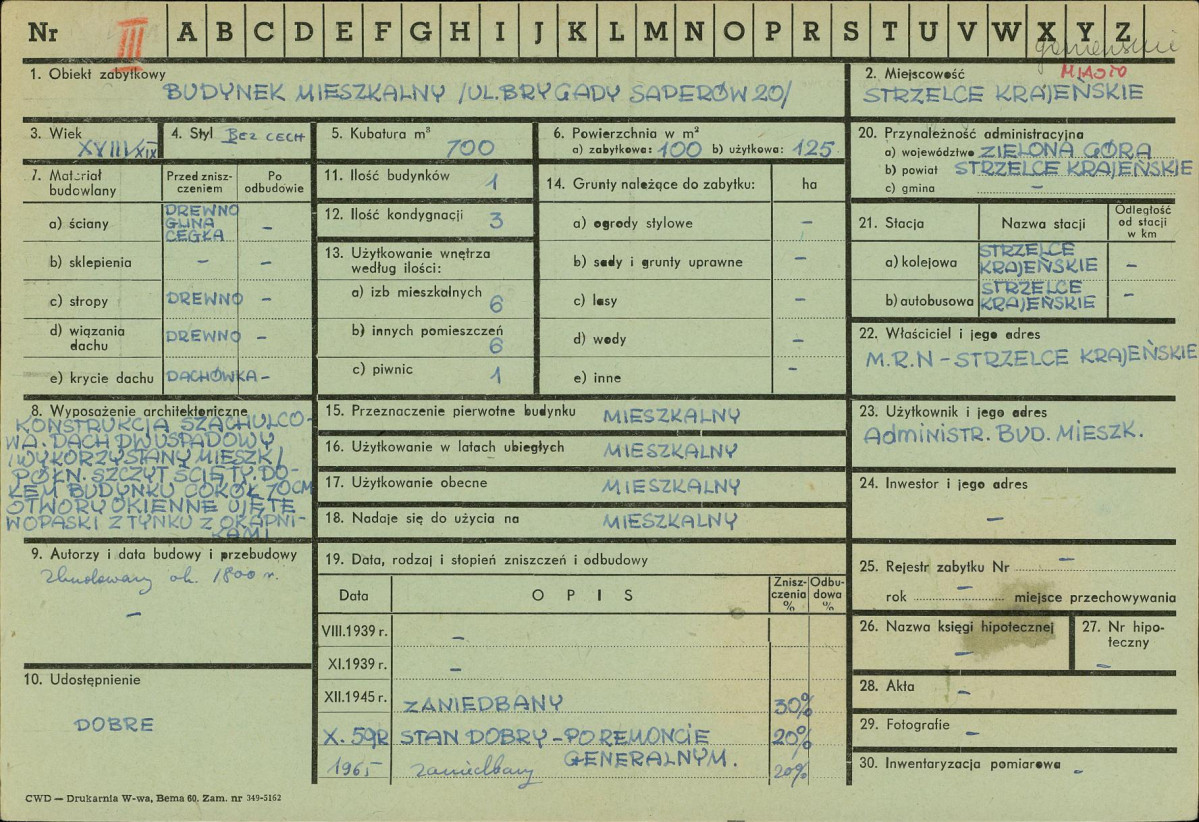 Nr III A B C D E F G H I J K L M N O P R S T U V W X Y Z
MIASTO
1. Obiekt zabytkowy
BUDYNEK MIESZKALNY /UL. BRYGADY SAPERÓW 20/
2. Miejscowość
STRZELCE KRAJEŃSKIE
3. Wiek
XVIII/XIX
4. Styl BEZ CECH
5. Kubatura m³
700
6. Powierzchnia w m²
a) zabytkowa: 100 b) użytkowa: 125
20. Przynależność administracyjna
a) województwo ZIELONA GÓRA
b) powiat STRZELCE KRAJEŃSKIE
c) gmina –
7. Materiał budowlany
Przed zniszczeniem
Po odbudowie
a) ściany DREWNO GLINA CEGŁA –
b) sklepienia – –
c) stropy DREWNO –
d) wiązania dachu DREWNO –
e) krycie dachu DACHÓWKA –
11. Ilość budynków 1
12. Ilość kondygnacji 3
13. Użytkowanie wnętrza
według ilości:
a) izb mieszkalnych 6
b) innych pomieszczeń 6
c) piwnic 1
14. Grunty należące do zabytku: ha
a) ogrody stylowe –
b) sady i grunty uprawne –
c) lasy –
d) wody –
e) inne –
21. Stacja Nazwa stacji Odległość od stacji w km
a) kolejowa STRZELCE KRAJEŃSKIE –
b) autobusowa STRZELCE KRAJEŃSKIE –
22. Właściciel i jego adres
M.R.N – STRZELCE KRAJEŃSKIE
8. Wyposażenie architektoniczne
KONSTRUKCJA SZACHULCO-
WA. DACH DWUSPADOWY
/WYKORZYSTANY MIESZK/
PÓŁN. SZCZYT ŚCIĘTY. DO-
KEM BUDYNKU COKÓŁ 70CM
OTWORY OKIENNE UJĘTE
W OPASKI Z TYNKU Z OKAPNI-
KAMI
15. Przeznaczenie pierwotne budynku MIESZKALNY
16. Użytkowanie w latach ubiegłych MIESZKALNY
17. Użytkowanie obecne MIESZKALNY
18. Nadaje się do użycia na MIESZKALNY
23. Użytkownik i jego adres
ADMINISTR. BUD. MIESZK.
24. Inwestor i jego adres
–
9. Autorzy i data budowy i przebudowy
Zbudowany ok. 1800 r.
–
10. Udostępnienie
DOBRE
19. Data, rodzaj i stopień zniszczeń i odbudowy
Data OPIS Zniszczenia % Odbudowa %
VIII.1939 r. –
XI.1939 r. –
XII.1945 r. ZANIEDBANY 30%
X. 59R STAN DOBRY – PO REMONCIE 20%
GENERALNYM.
1965 zaniedbany 20%
25. Rejestr zabytku Nr –
rok – miejsce przechowywania
26. Nazwa księgi hipotecznej
–
27. Nr hipoteczny
–
28. Akta –
29. Fotografie –
30. Inwentaryzacja pomiarowa –
CWD — Drukarnia W-wa, Bema 60. Zam. nr 349-5162